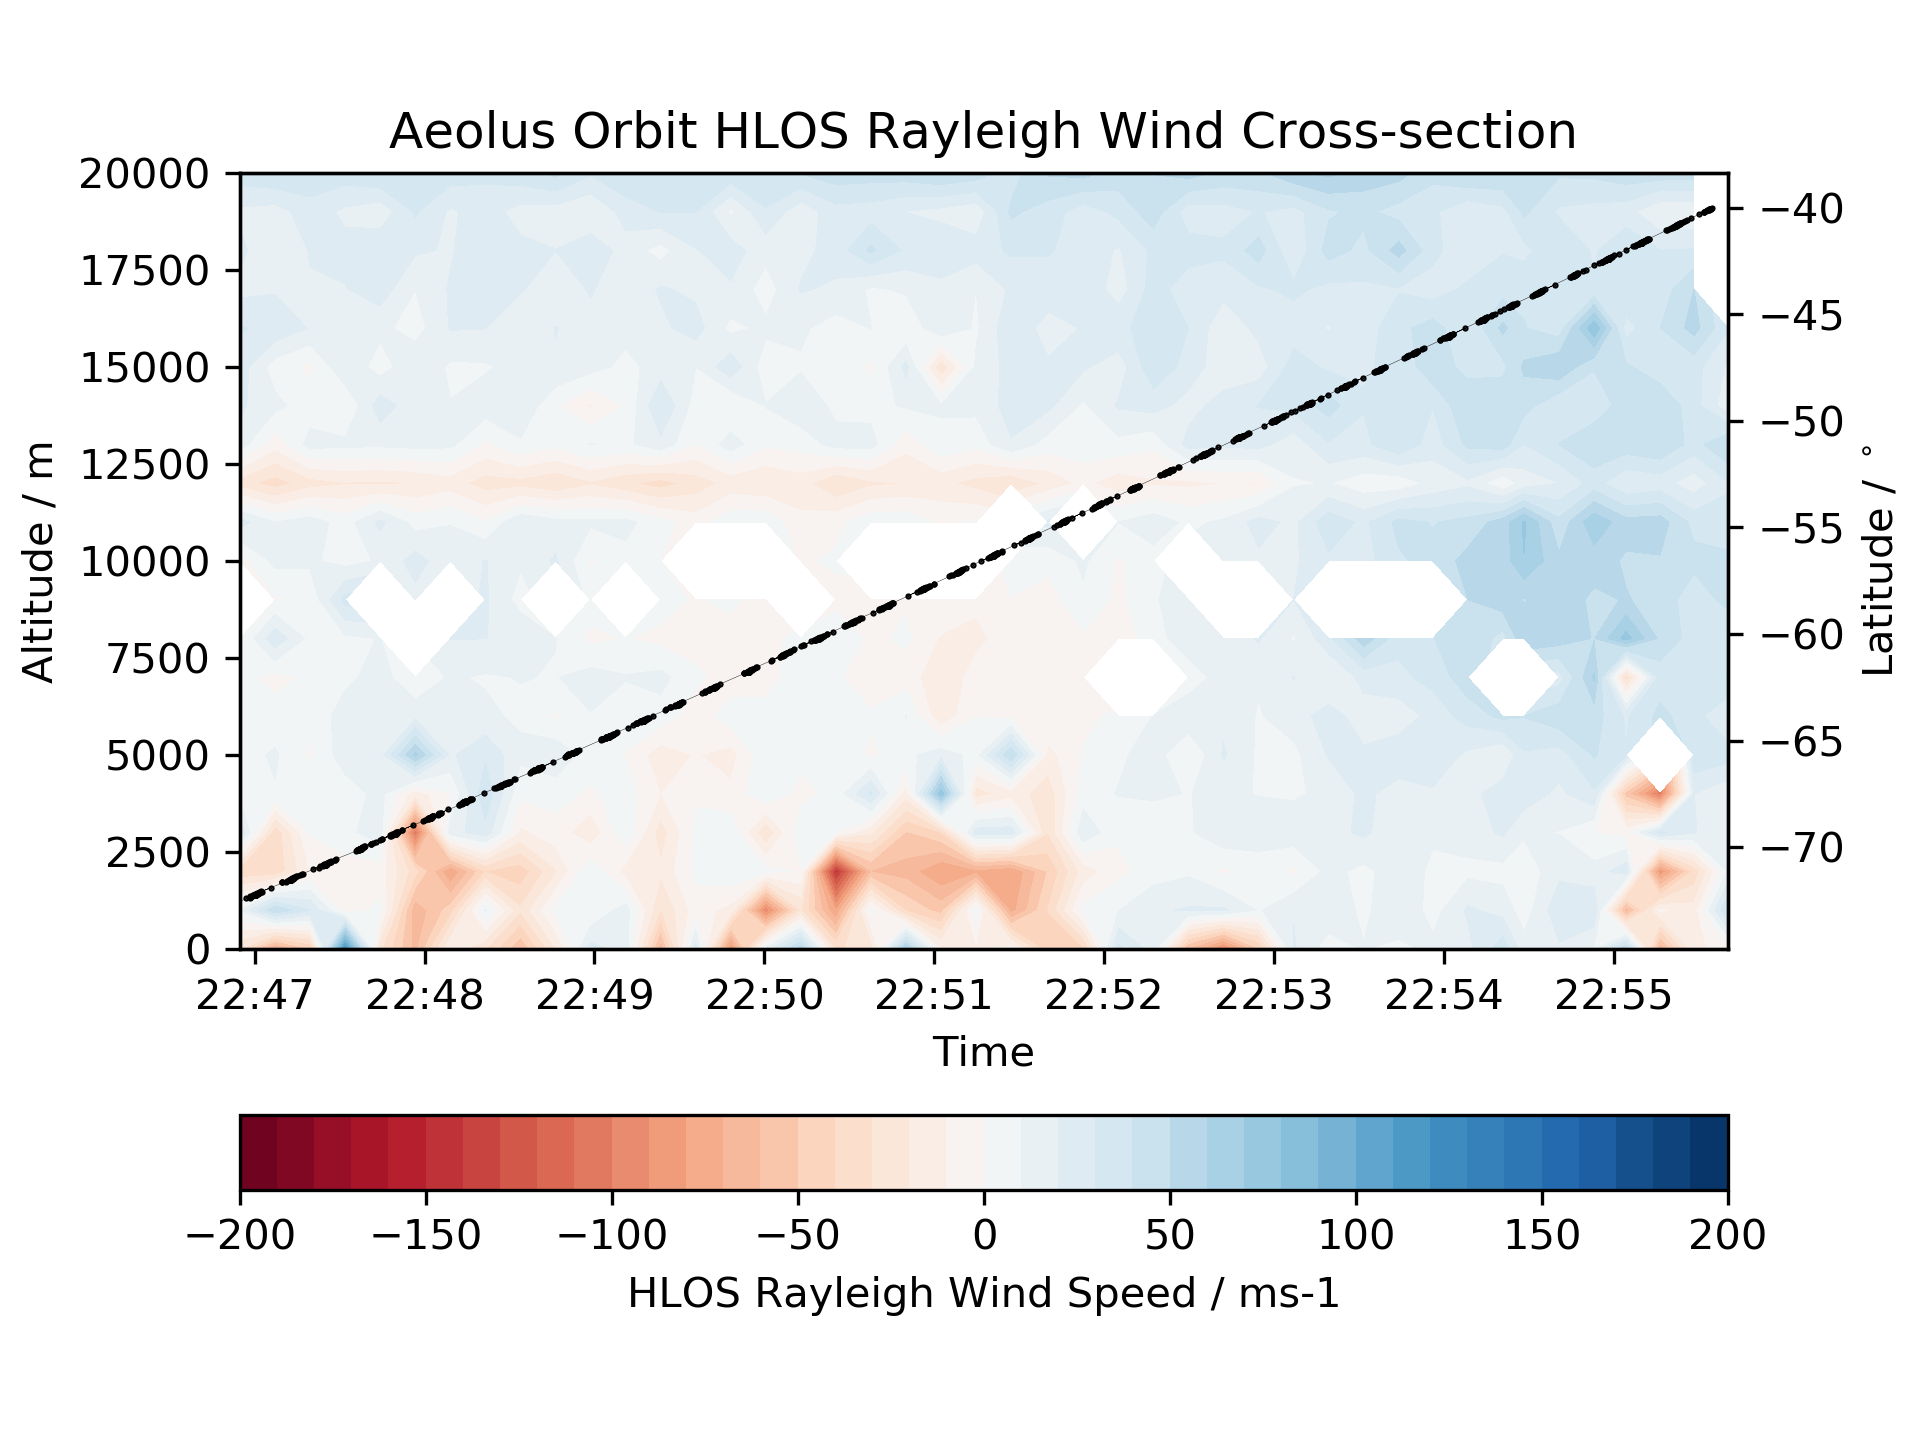 Aeolus Orbit HLOS Rayleigh Wind Cross-section
20000
17500
15000
12500
10000
7500
5000
2500
0
Altitude / m
−40
−45
−50
−55
−60
−65
−70
Latitude / °
22:47 22:48 22:49 22:50 22:51 22:52 22:53 22:54 22:55
Time
−200 −150 −100 −50 0 50 100 150 200
HLOS Rayleigh Wind Speed / ms-1